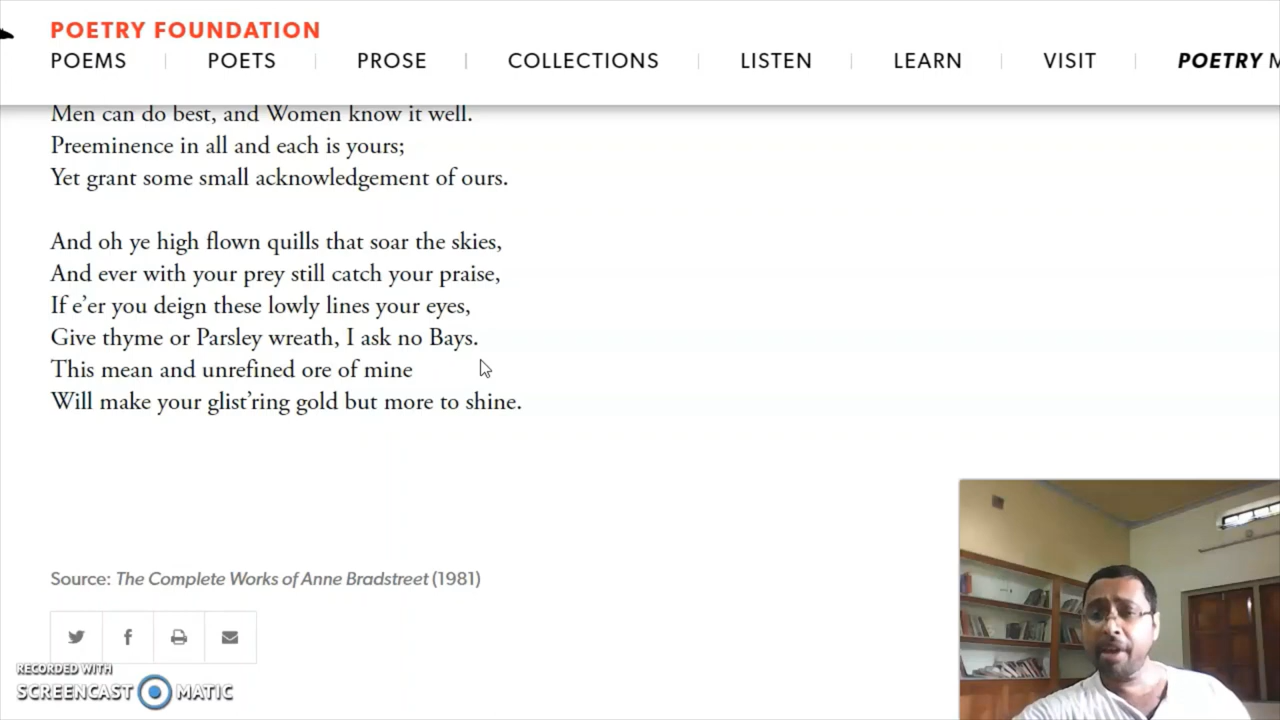 POETRY FOUNDATION
POEMS POETS PROSE COLLECTIONS LISTEN LEARN VISIT POETRY M
Men can do best, and Women know it well.
Preeminence in all and each is yours;
Yet grant some small acknowledgement of ours.
And oh ye high flown quills that soar the skies,
And ever with your prey still catch your praise,
If e’er you deign these lowly lines your eyes,
Give thyme or Parsley wreath, I ask no Bays.
This mean and unrefined ore of mine
Will make your glist’ring gold but more to shine.
Source: The Complete Works of Anne Bradstreet (1981)
RECORDED WITH
SCREENCAST MATIC